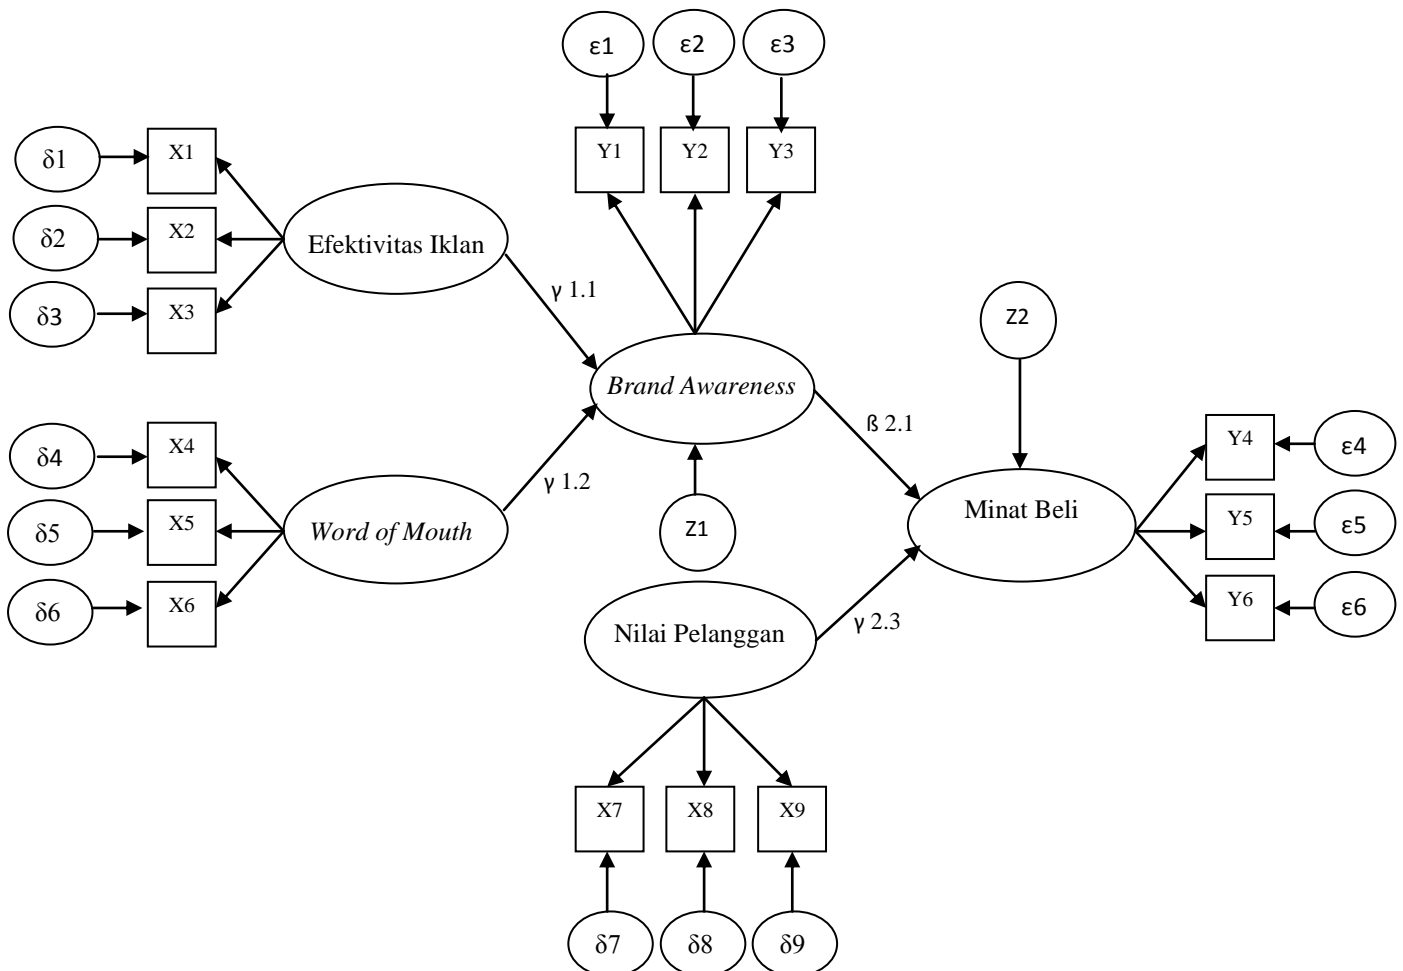 ε1
ε2
ε3
Y1
Y2
Y3
δ1
X1
δ2
X2
Efektivitas Iklan
δ3
X3
γ 1.1
Z2
Brand Awareness
ß 2.1
δ4
X4
Y4
ε4
γ 1.2
Minat Beli
δ5
X5
Word of Mouth
Z1
Y5
ε5
δ6
X6
Y6
ε6
Nilai Pelanggan
γ 2.3
X7
X8
X9
δ7
δ8
δ9